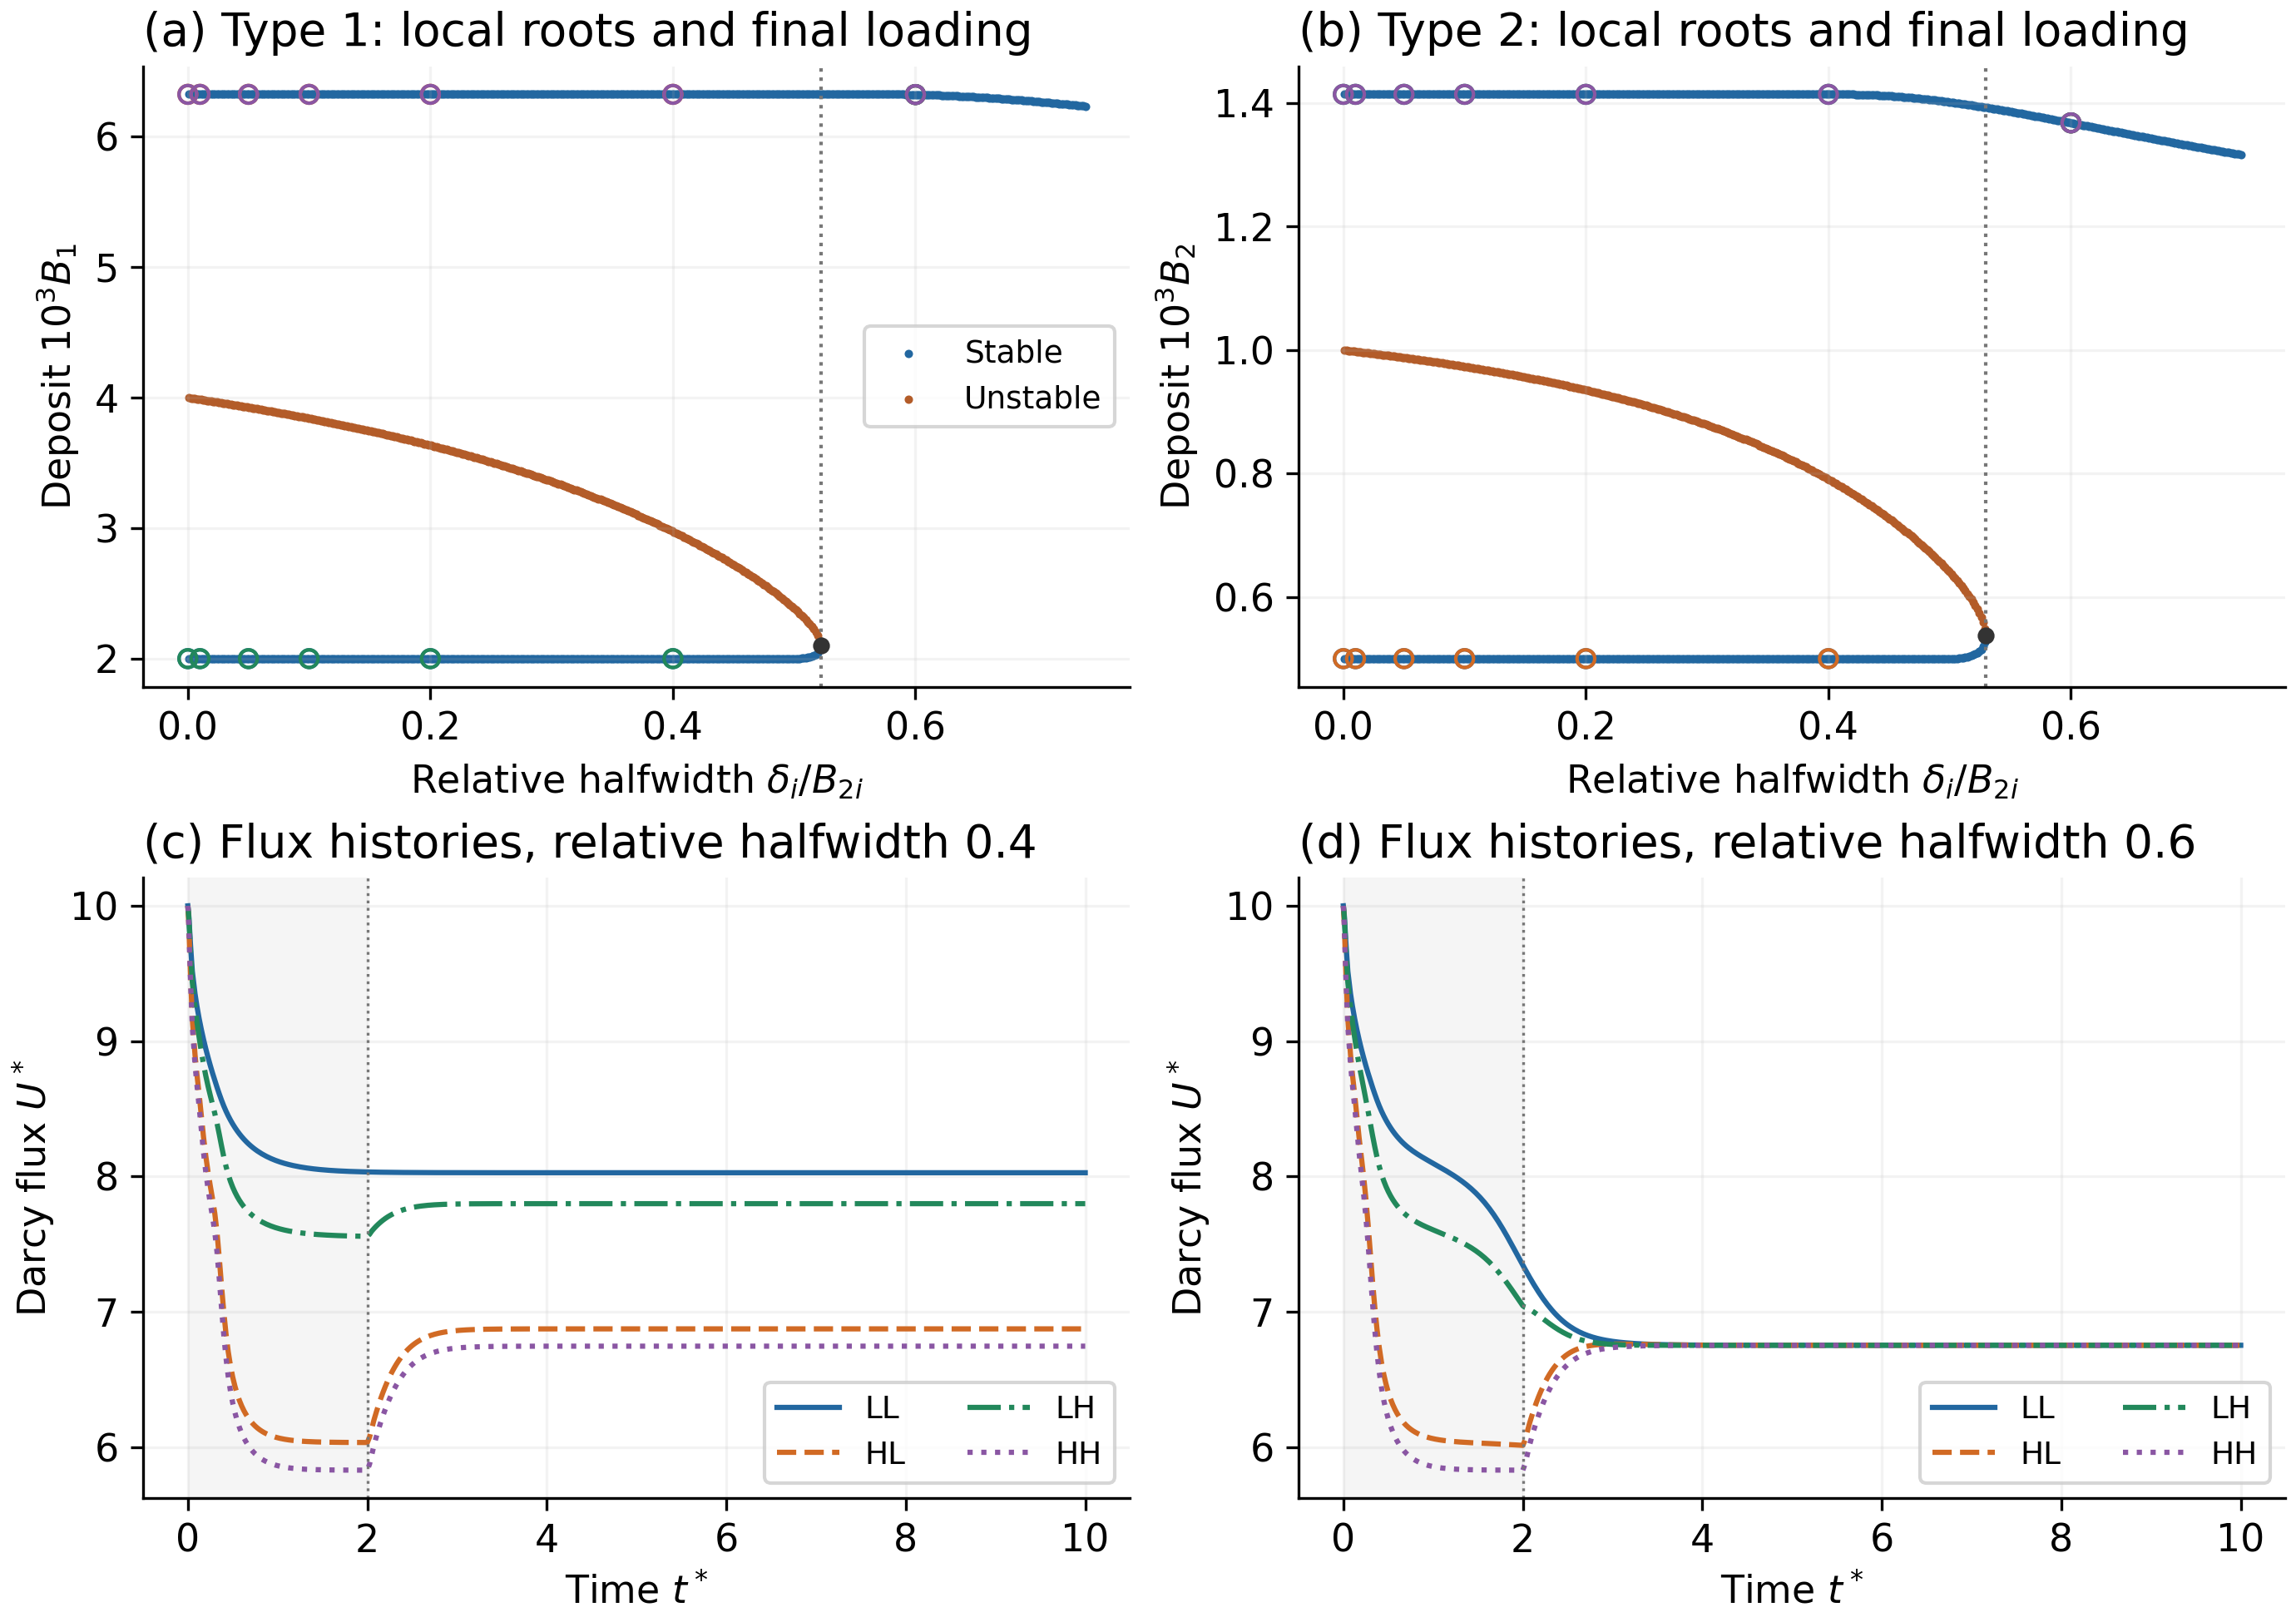 (a) Type 1: local roots and final loading
Deposit 10³B₁
6
5
4
3
2
Stable
Unstable
0.0
0.2
0.4
0.6
Relative halfwidth δᵢ/B₂ᵢ
(b) Type 2: local roots and final loading
Deposit 10³B₂
1.4
1.2
1.0
0.8
0.6
0.0
0.2
0.4
0.6
Relative halfwidth δᵢ/B₂ᵢ
(c) Flux histories, relative halfwidth 0.4
Darcy flux U*
10
9
8
7
6
LL
HL
LH
HH
0
2
4
6
8
10
Time t*
(d) Flux histories, relative halfwidth 0.6
Darcy flux U*
10
9
8
7
6
LL
HL
LH
HH
0
2
4
6
8
10
Time t*